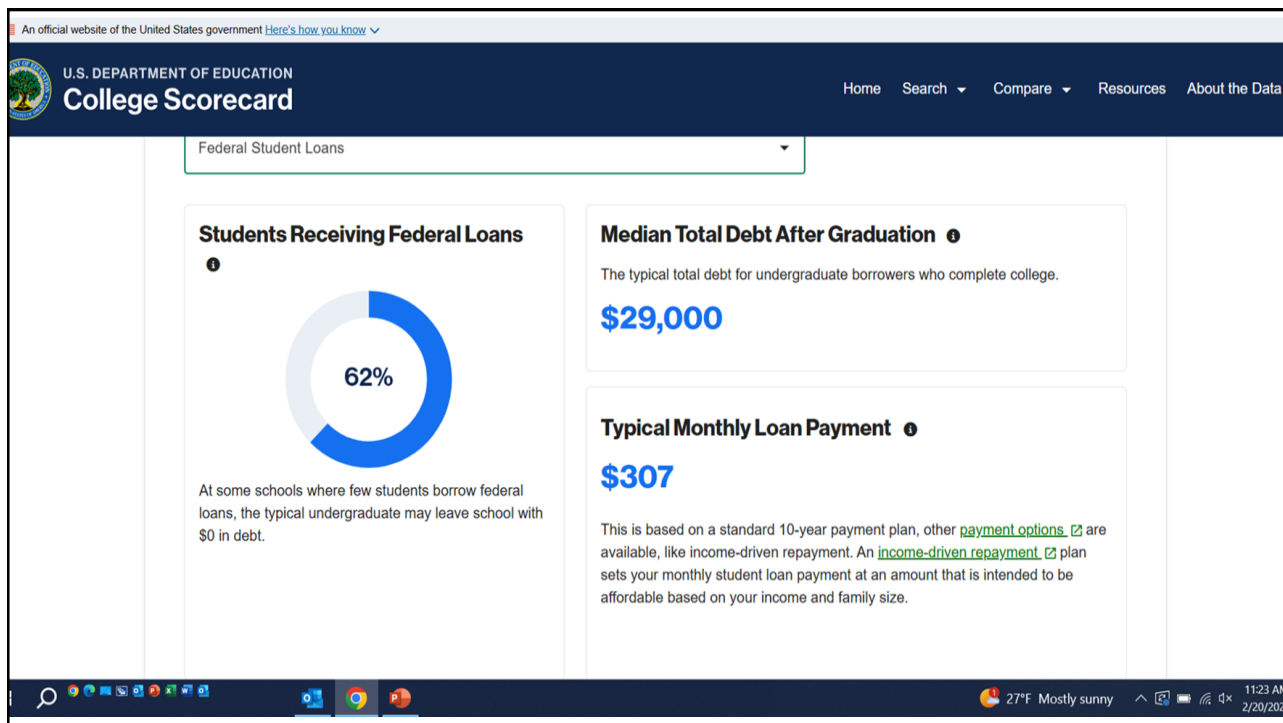 An official website of the United States government Here's how you know
U.S. DEPARTMENT OF EDUCATION
College Scorecard
Home Search Compare Resources About the Data
Federal Student Loans
Students Receiving Federal Loans
62%
At some schools where few students borrow federal
loans, the typical undergraduate may leave school with
$0 in debt.
Median Total Debt After Graduation
The typical total debt for undergraduate borrowers who complete college.
$29,000
Typical Monthly Loan Payment
$307
This is based on a standard 10-year payment plan, other payment options are
available, like income-driven repayment. An income-driven repayment plan
sets your monthly student loan payment at an amount that is intended to be
affordable based on your income and family size.
27°F Mostly sunny
11:23 AM